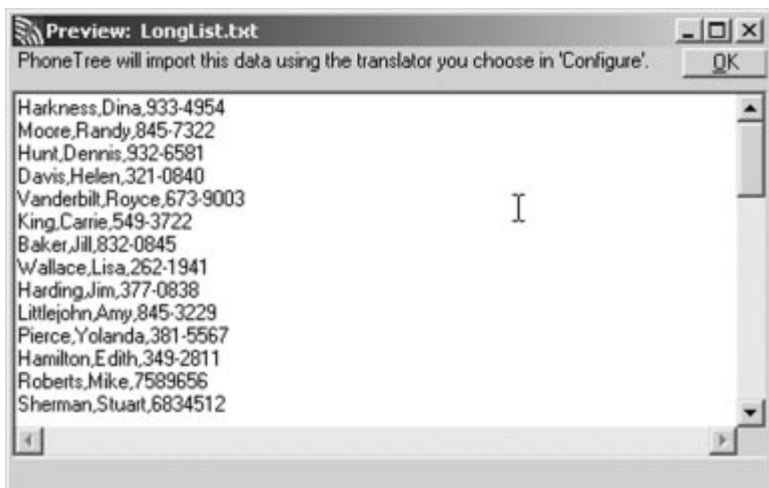 Preview: LongList.txt
PhoneTree will import this data using the translator you choose in 'Configure'.
OK
Harkness,Dina,933-4954
Moore,Randy,845-7322
Hunt,Dennis,932-6581
Davis,Helen,321-0840
Vanderbilt,Royce,673-9003
King,Carrie,549-3722
Baker,Jill,832-0845
Wallace,Lisa,262-1941
Harding,Jim,377-0838
Littlejohn,Amy,845-3229
Pierce,Yolanda,381-5567
Hamilton,Edith,349-2811
Roberts,Mike,7589656
Sherman,Stuart,6834512